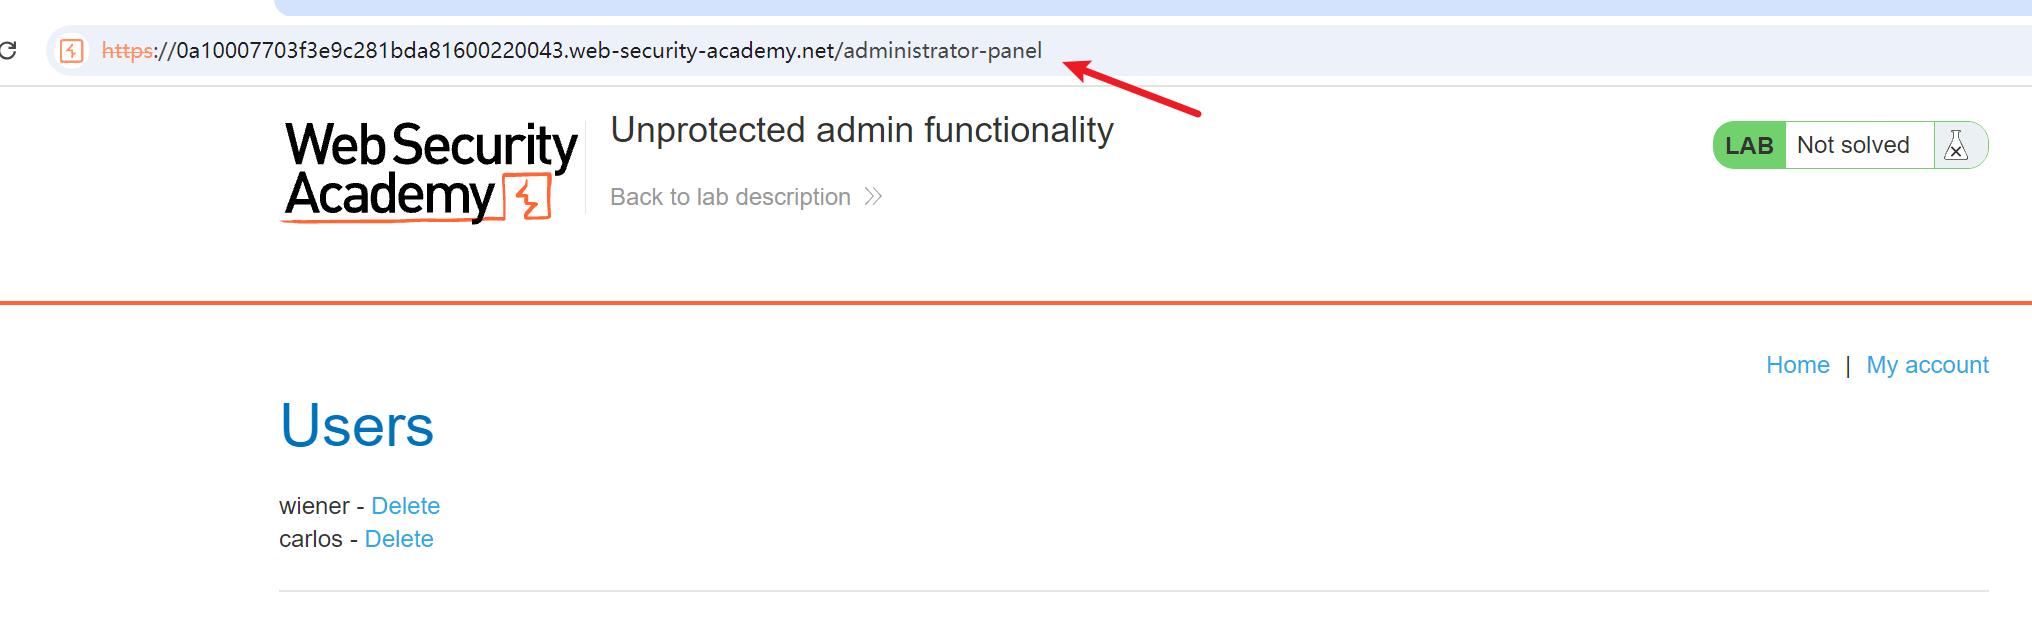 https://0a10007703f3e9c281bda81600220043.web-security-academy.net/administrator-panel
Web Security
Academy
Unprotected admin functionality
Back to lab description
LAB Not solved
Home | My account
Users
wiener - Delete
carlos - Delete